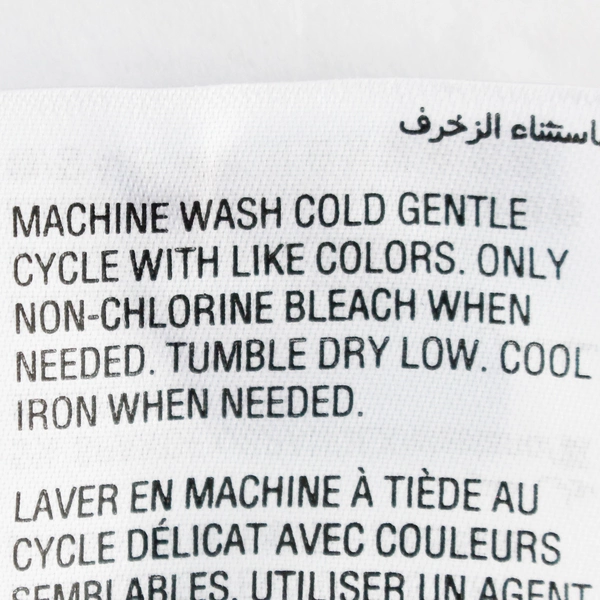 باستثناء الزخرف
MACHINE WASH COLD GENTLE
CYCLE WITH LIKE COLORS. ONLY
NON-CHLORINE BLEACH WHEN
NEEDED. TUMBLE DRY LOW. COOL
IRON WHEN NEEDED.
LAVER EN MACHINE À TIÈDE AU
CYCLE DÉLICAT AVEC COULEURS
SEMBLABLES. UTILISER UN AGENT